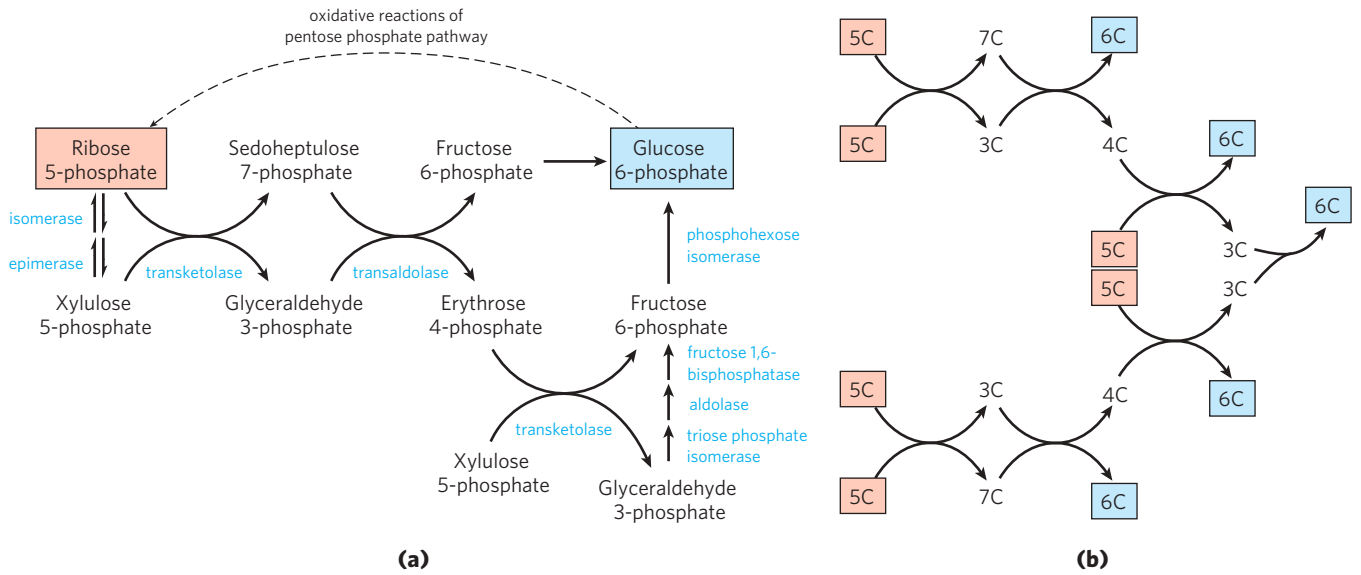 oxidative reactions of
pentose phosphate pathway
Ribose
5-phosphate
Sedoheptulose
7-phosphate
Fructose
6-phosphate
Glucose
6-phosphate
isomerase
epimerase
transketolase
transaldolase
phosphohexose
isomerase
Xylulose
5-phosphate
Glyceraldehyde
3-phosphate
Erythrose
4-phosphate
Fructose
6-phosphate
fructose 1,6-
bisphosphatase
aldolase
transketolase
triose phosphate
isomerase
Xylulose
5-phosphate
Glyceraldehyde
3-phosphate
(a)
5C
7C
6C
5C
3C
4C
6C
6C
5C
3C
5C
3C
5C
3C
4C
6C
5C
7C
6C
(b)